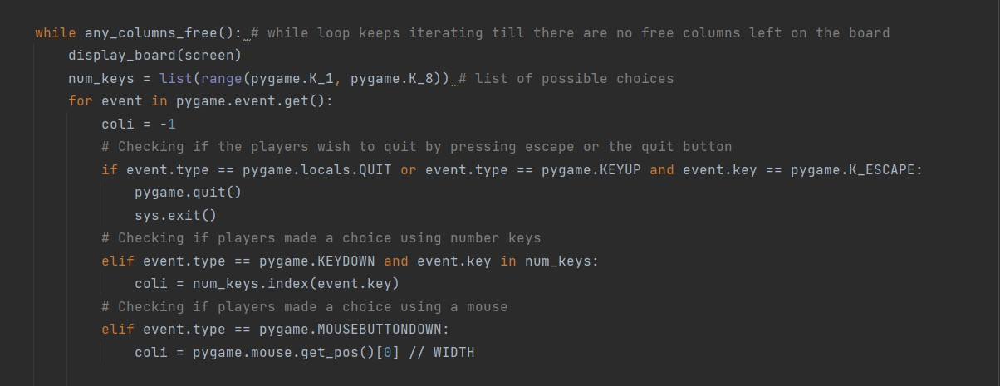 while any_columns_free(): # while loop keeps iterating till there are no free columns left on the board
display_board(screen)
num_keys = list(range(pygame.K_1, pygame.K_8)) # list of possible choices
for event in pygame.event.get():
coli = -1
# Checking if the players wish to quit by pressing escape or the quit button
if event.type == pygame.locals.QUIT or event.type == pygame.KEYUP and event.key == pygame.K_ESCAPE:
pygame.quit()
sys.exit()
# Checking if players made a choice using number keys
elif event.type == pygame.KEYDOWN and event.key in num_keys:
coli = num_keys.index(event.key)
# Checking if players made a choice using a mouse
elif event.type == pygame.MOUSEBUTTONDOWN:
coli = pygame.mouse.get_pos()[0] // WIDTH